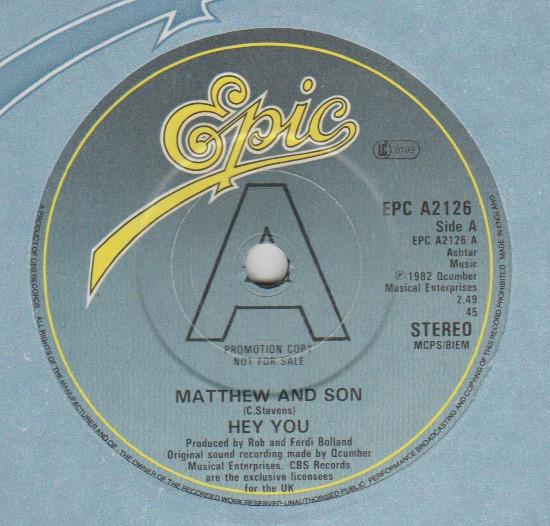 Epic
LC 0199
EPC A2126
Side A
EPC A2126 A
Ashtar
Music
℗ 1982 Qcumber
Musical Enterprises
2.49
45
STEREO
MCPS/BIEM
A
PROMOTION COPY
NOT FOR SALE
MATTHEW AND SON
(C.Stevens)
HEY YOU
Produced by Rob and Ferdi Bolland
Original sound recording made by Qcumber
Musical Enterprises. CBS Records
are the exclusive licensees
for the UK
A PRODUCT OF CBS RECORDS. ALL RIGHTS OF THE MANUFACTURER AND OF THE OWNER OF THE RECORDED WORK RESERVED. UNAUTHORISED PUBLIC PERFORMANCE BROADCASTING AND COPYING OF THIS RECORD PROHIBITED. MADE IN ENGLAND.